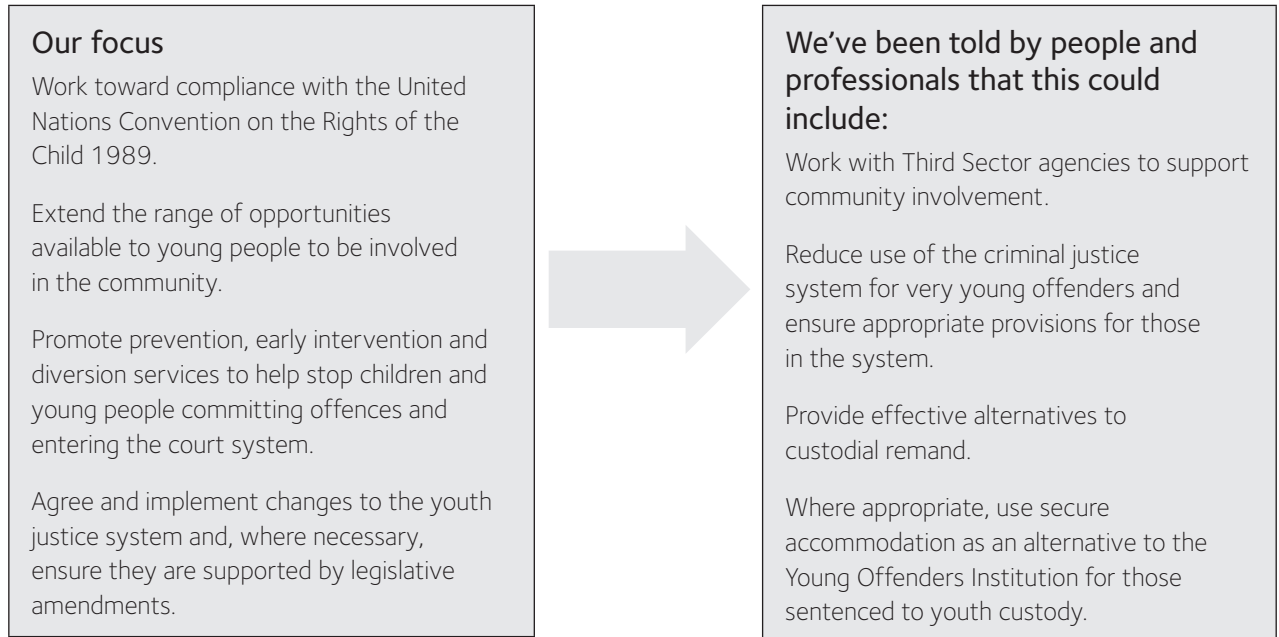 Our focus
Work toward compliance with the United
Nations Convention on the Rights of the
Child 1989.
Extend the range of opportunities
available to young people to be involved
in the community.
Promote prevention, early intervention and
diversion services to help stop children and
young people committing offences and
entering the court system.
Agree and implement changes to the youth
justice system and, where necessary,
ensure they are supported by legislative
amendments.
We’ve been told by people and
professionals that this could
include:
Work with Third Sector agencies to support
community involvement.
Reduce use of the criminal justice
system for very young offenders and
ensure appropriate provisions for those
in the system.
Provide effective alternatives to
custodial remand.
Where appropriate, use secure
accommodation as an alternative to the
Young Offenders Institution for those
sentenced to youth custody.